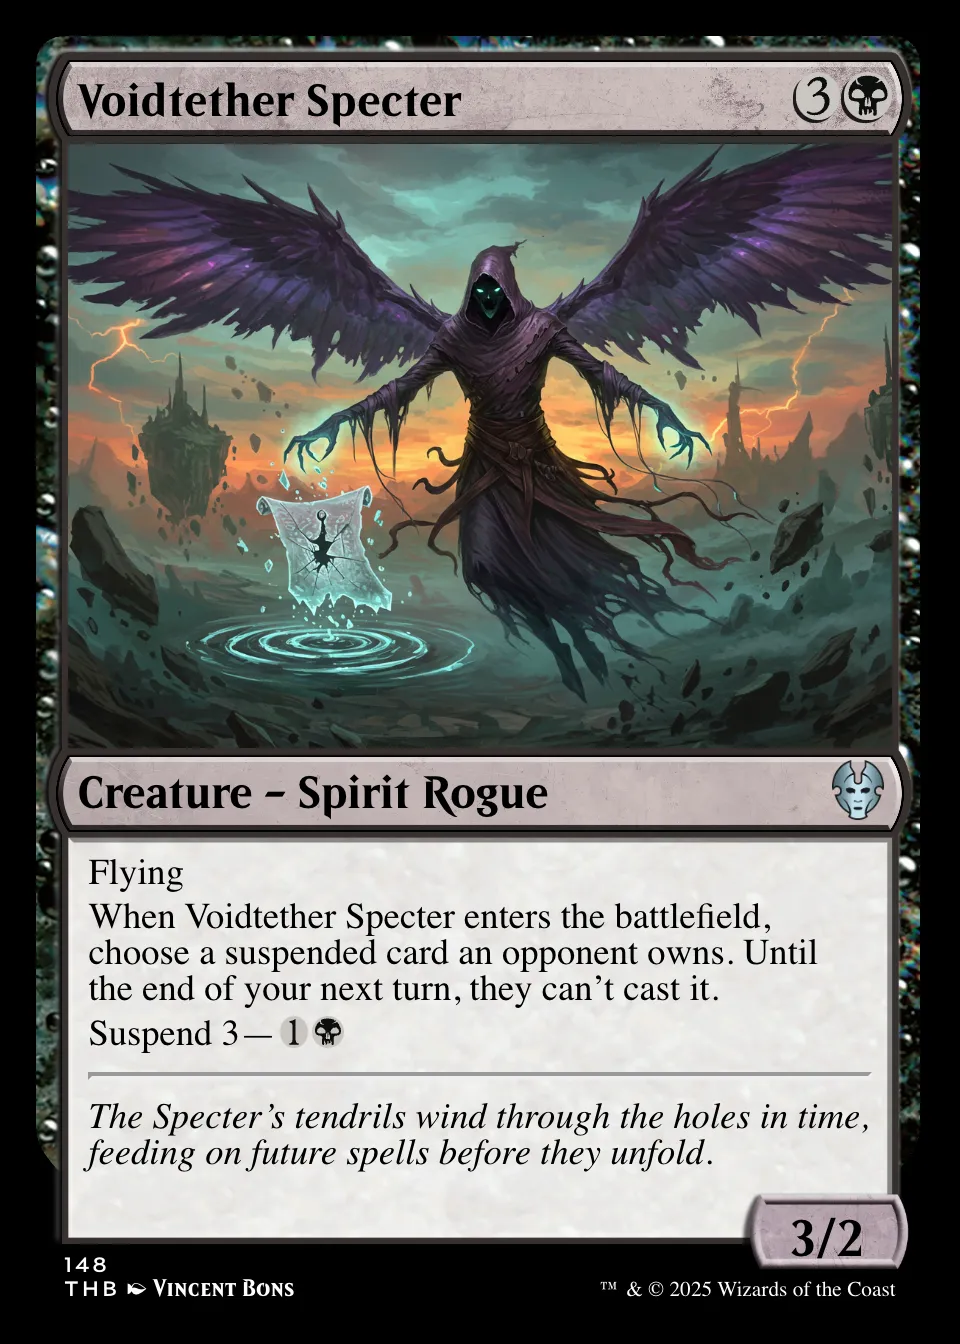 Voidtether Specter 3
Creature – Spirit Rogue
Flying
When Voidtether Specter enters the battlefield,
choose a suspended card an opponent owns. Until
the end of your next turn, they can’t cast it.
Suspend 3— 1
The Specter’s tendrils wind through the holes in time,
feeding on future spells before they unfold.
3/2
148
THB Vincent Bons
™ & © 2025 Wizards of the Coast